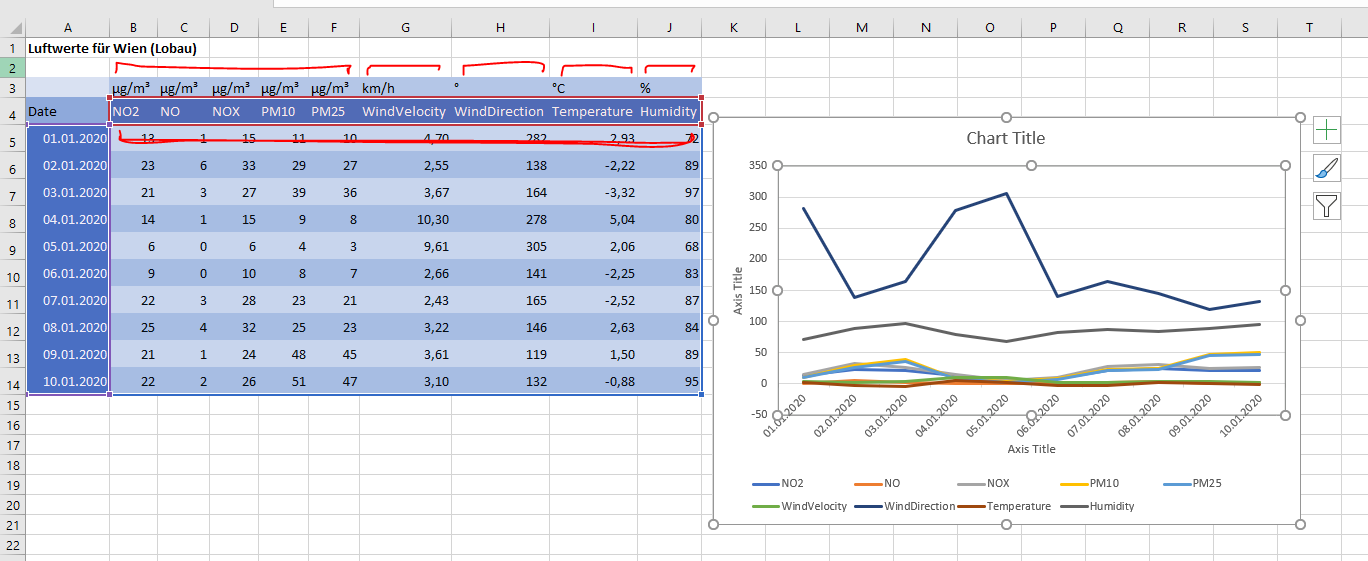 A B C D E F G H I J K L M N O P Q R S T
1 Luftwerte für Wien (Lobau)
2
3 µg/m³ µg/m³ µg/m³ µg/m³ µg/m³ km/h ° °C %
4 Date NO2 NO NOX PM10 PM25 WindVelocity WindDirection Temperature Humidity
5 01.01.2020 13 1 15 11 10 4,70 282 2,93 72
6 02.01.2020 23 6 33 29 27 2,55 138 -2,22 89
7 03.01.2020 21 3 27 39 36 3,67 164 -3,32 97
8 04.01.2020 14 1 15 9 8 10,30 278 5,04 80
9 05.01.2020 6 0 6 4 3 9,61 305 2,06 68
10 06.01.2020 9 0 10 8 7 2,66 141 -2,25 83
11 07.01.2020 22 3 28 23 21 2,43 165 -2,52 87
12 08.01.2020 25 4 32 25 23 3,22 146 2,63 84
13 09.01.2020 21 1 24 48 45 3,61 119 1,50 89
14 10.01.2020 22 2 26 51 47 3,10 132 -0,88 95
15
16
17
18
19
20
21
22
Chart Title
350
300
250
200
150
100
50
0
-50
Axis Title
01.01.2020 02.01.2020 03.01.2020 04.01.2020 05.01.2020 06.01.2020 07.01.2020 08.01.2020 09.01.2020 10.01.2020
Axis Title
NO2 NO NOX PM10 PM25
WindVelocity WindDirection Temperature Humidity